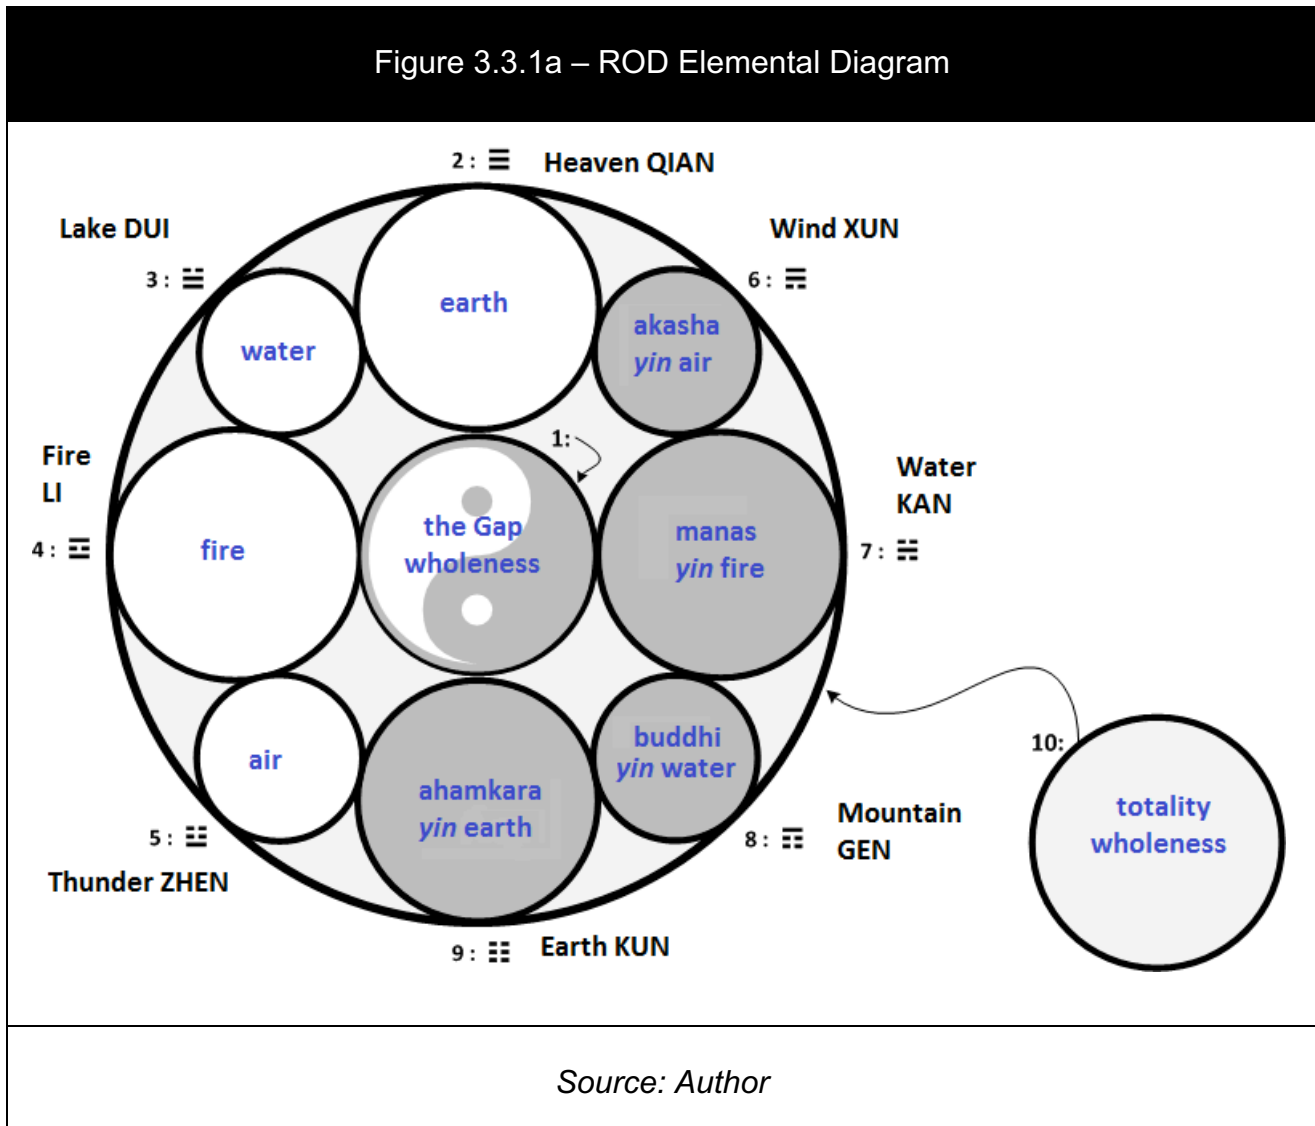 Figure 3.3.1a – ROD Elemental Diagram
2: ☰ Heaven QIAN
Lake DUI
3: ☱
Wind XUN
6: ☴
earth
water
akasha
yin air
1:
Fire
LI
4: ☲
fire
the Gap
wholeness
manas
yin fire
Water
KAN
7: ☵
air
5: ☳
Thunder ZHEN
ahamkara
yin earth
buddhi
yin water
8: ☶
Mountain
GEN
9: ☷ Earth KUN
10:
totality
wholeness
Source: Author